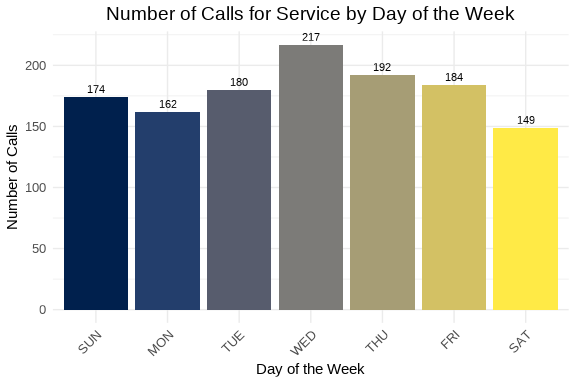 Number of Calls for Service by Day of the Week
217
192
184
180
174
162
149
200
150
100
50
0
Number of Calls
SUN
MON
TUE
WED
THU
FRI
SAT
Day of the Week